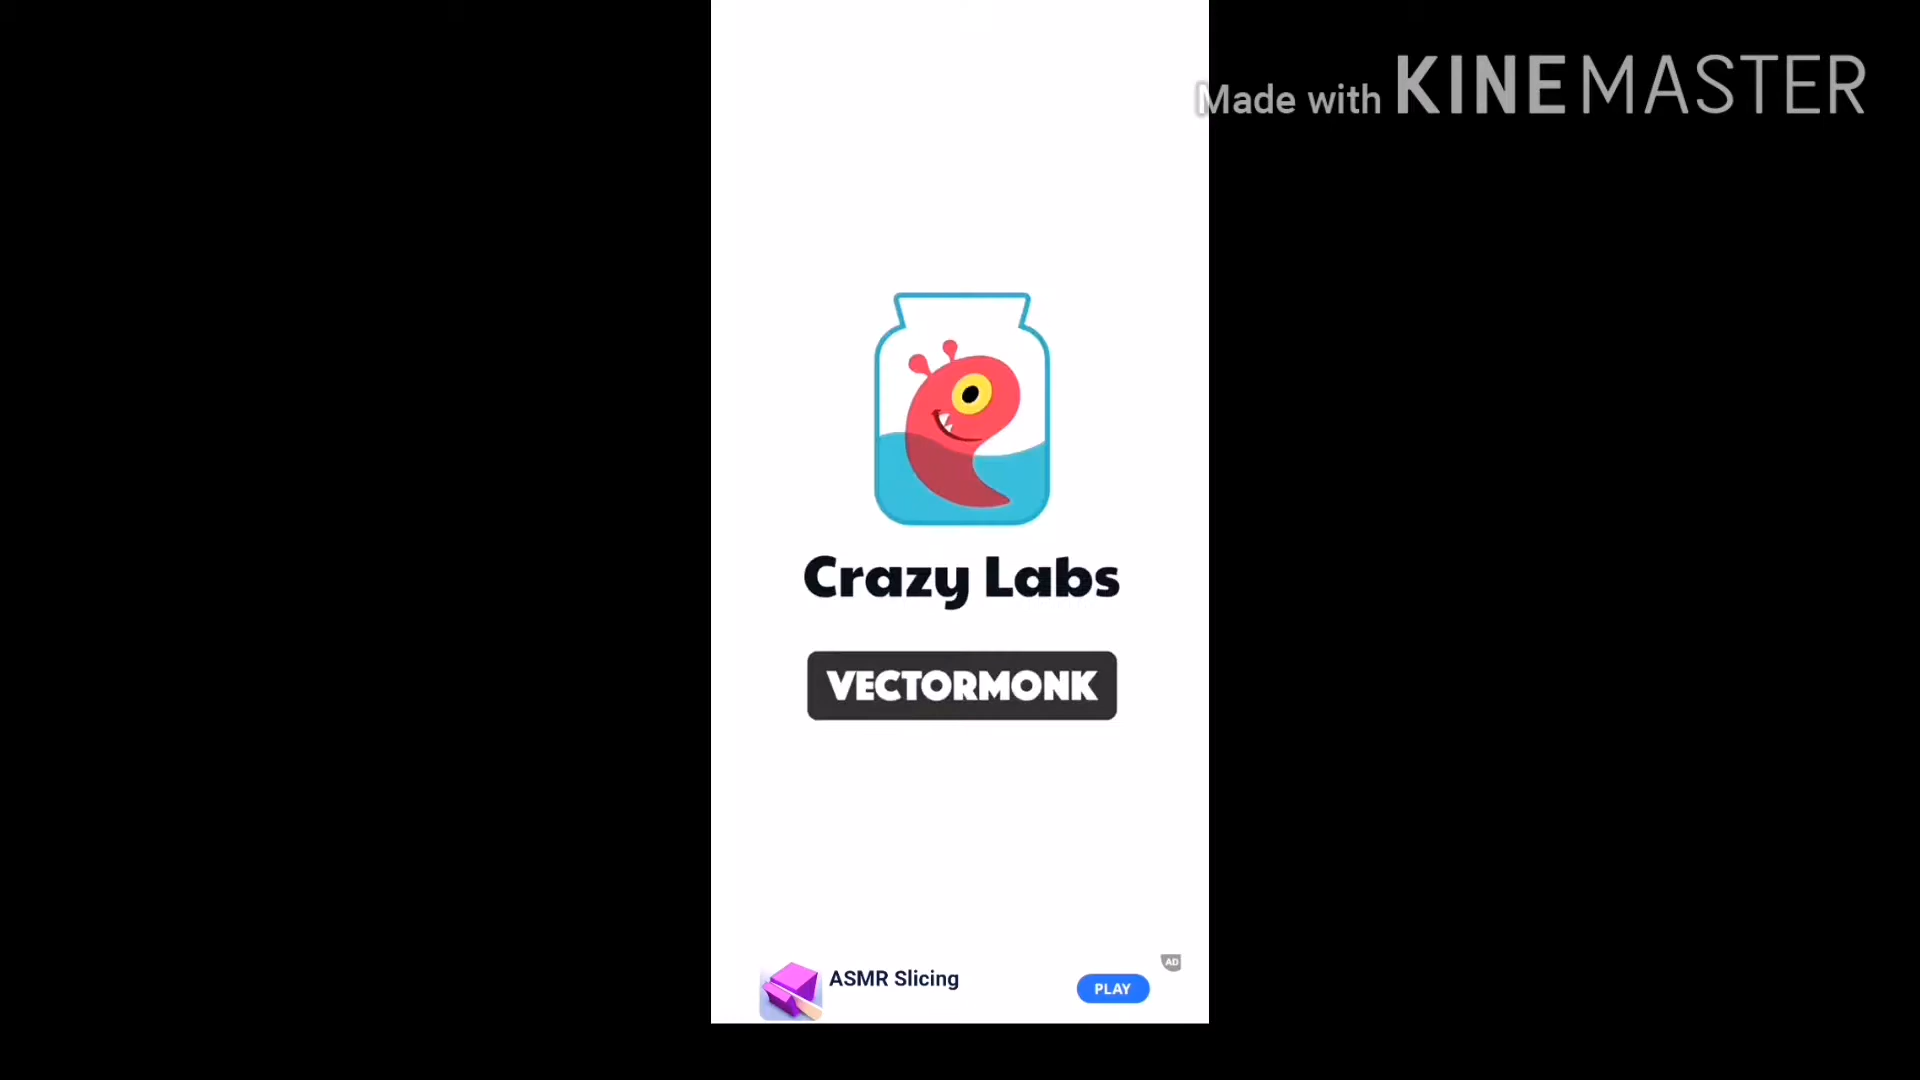 Made with KINEMASTER
Crazy Labs
VECTORMONK
ASMR Slicing
AD
PLAY